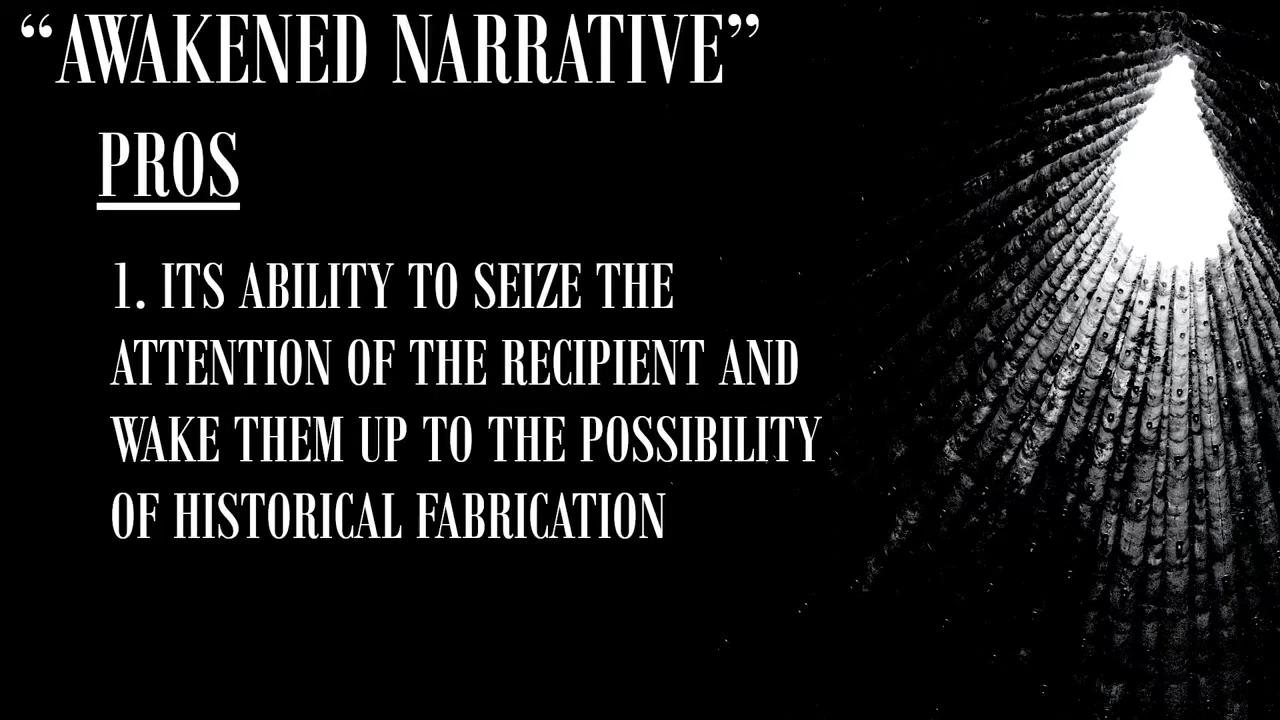 “AWAKENED NARRATIVE”
PROS
1. ITS ABILITY TO SEIZE THE
ATTENTION OF THE RECIPIENT AND
WAKE THEM UP TO THE POSSIBILITY
OF HISTORICAL FABRICATION